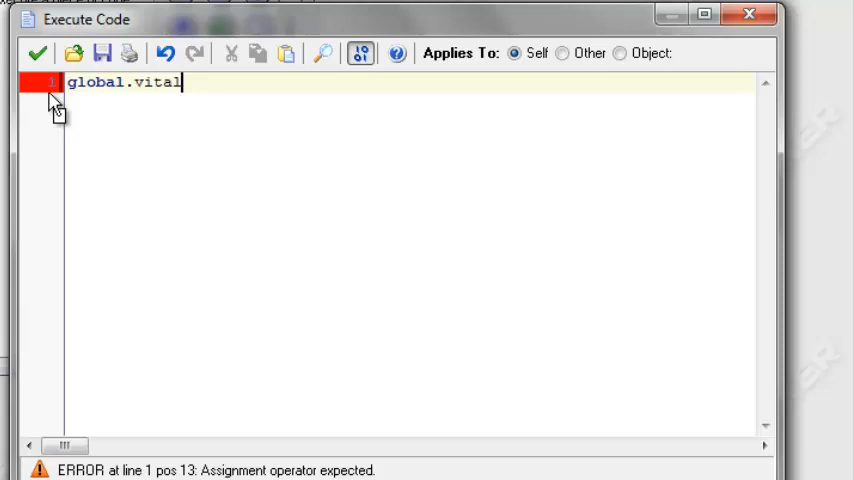 Execute Code
Applies To: Self Other Object:
1 global.vital
ERROR at line 1 pos 13: Assignment operator expected.